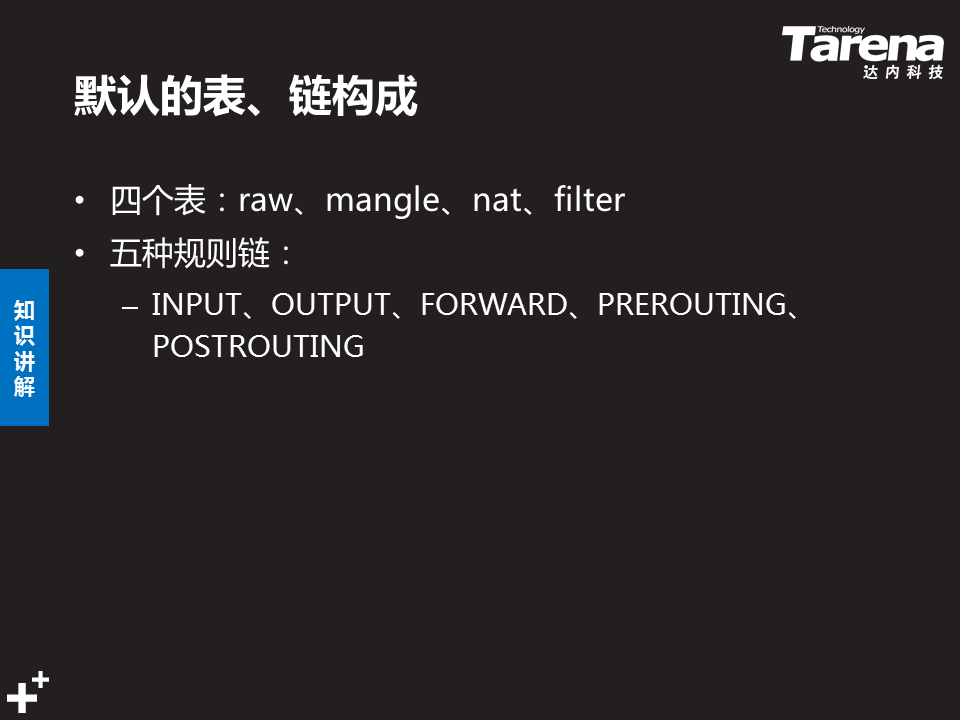 Technology
Tarena
达内科技
默认的表、链构成
• 四个表：raw、mangle、nat、filter
• 五种规则链：
– INPUT、OUTPUT、FORWARD、PREROUTING、
POSTROUTING
知
识
讲
解